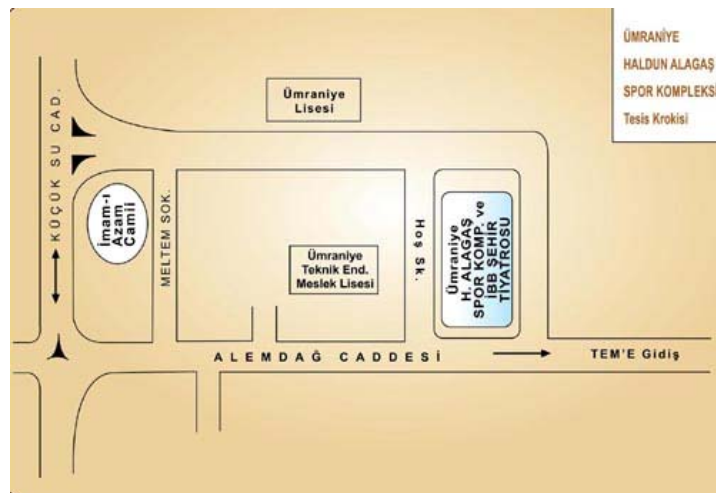 ÜMRANİYE
HALDUN ALAGAŞ
SPOR KOMPLEKSİ
Tesis Krokisi
Ümraniye
Lisesi
KÜÇÜK SU CAD.
İmam-ı
Azam
Camii
MELTEM SOK.
Ümraniye
Teknik End.
Meslek Lisesi
Hoş Sk.
Ümraniye
H. ALAGAŞ
SPOR KOMP. ve
İBB ŞEHİR
TİYATROSU
ALEMDAĞ CADDESİ
TEM'E Gidiş